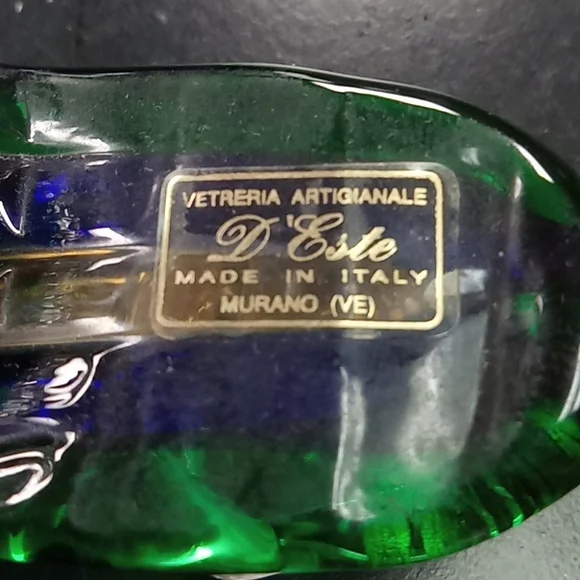 VETRERIA ARTIGIANALE
D'Este
MADE IN ITALY
MURANO (VE)